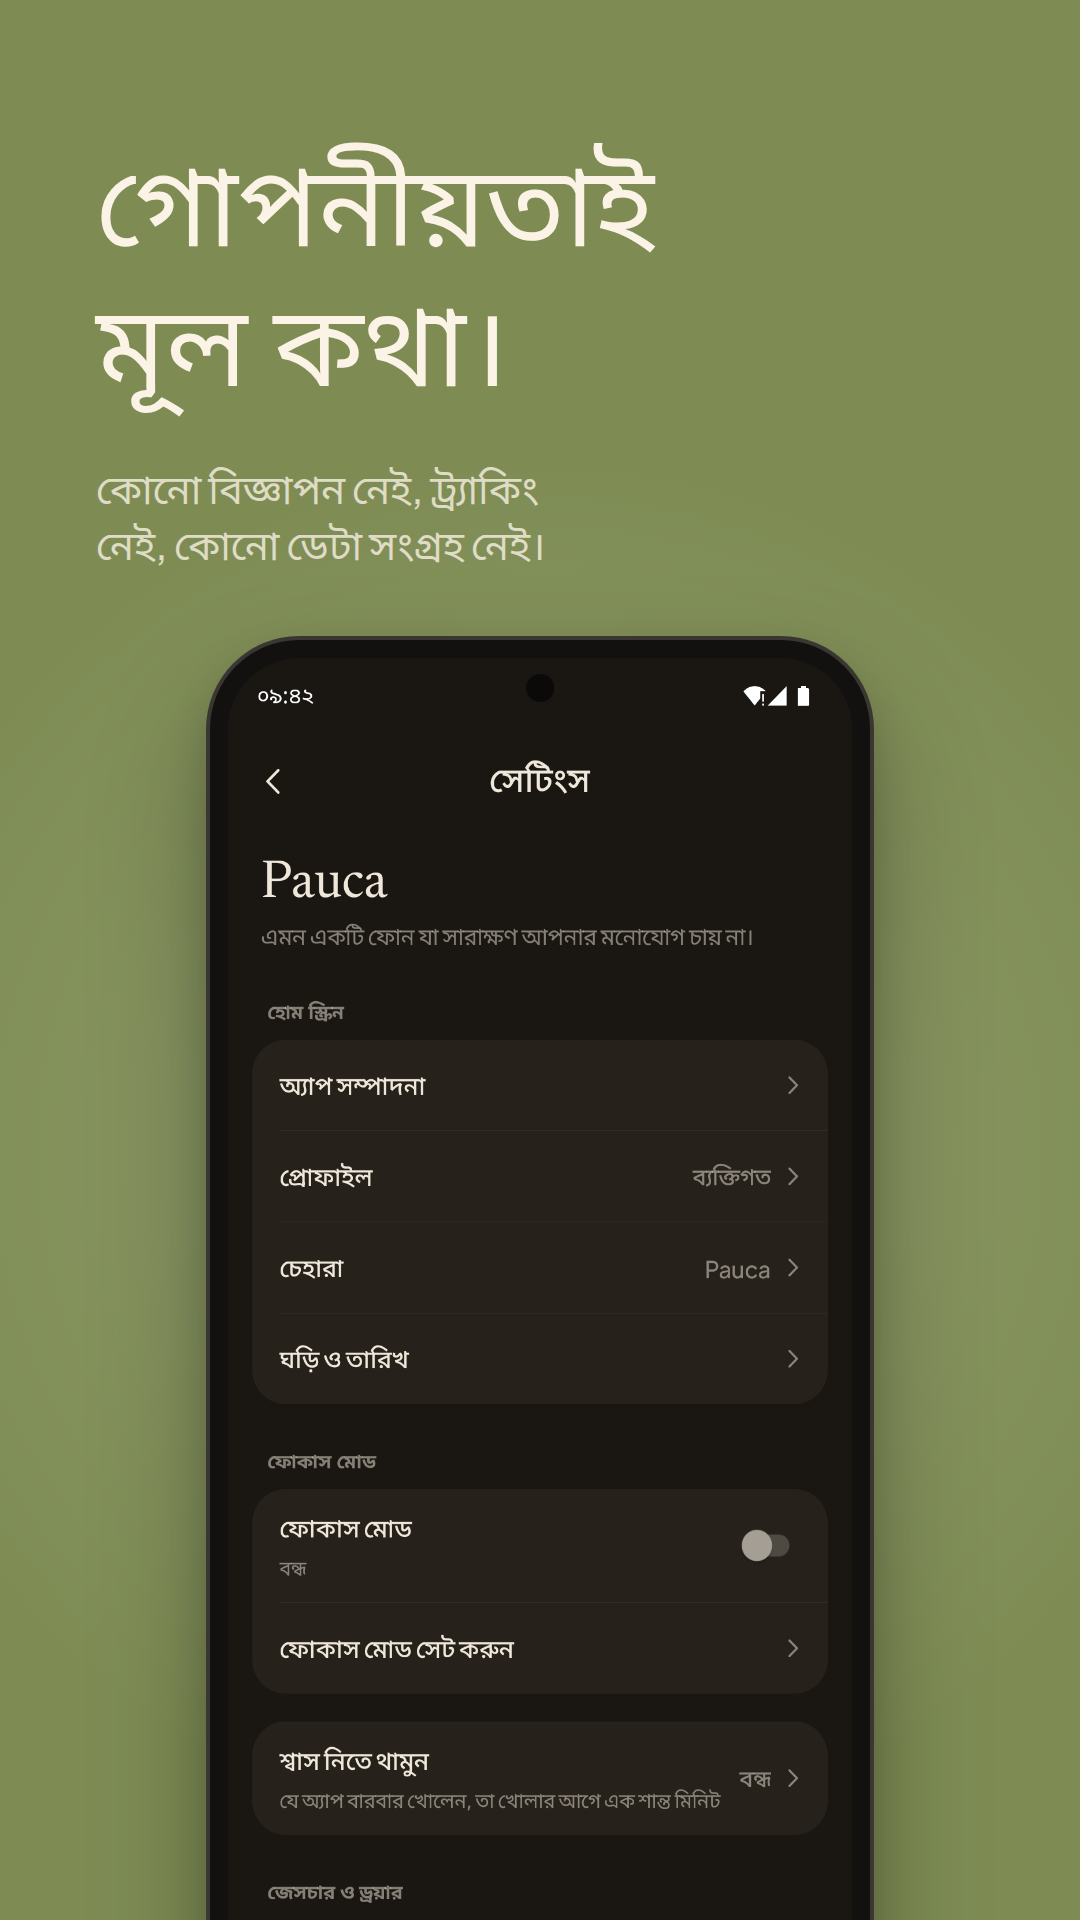 গোপনীয়তাই
মূল কথা।
কোনো বিজ্ঞাপন নেই, ট্র্যাকিং
নেই, কোনো ডেটা সংগ্রহ নেই।
০৯:৪২
সেটিংস
Pauca
এমন একটি ফোন যা সারাক্ষণ আপনার মনোযোগ চায় না।
হোম স্ক্রিন
অ্যাপ সম্পাদনা
প্রোফাইল ব্যক্তিগত
চেহারা Pauca
ঘড়ি ও তারিখ
ফোকাস মোড
ফোকাস মোড
বন্ধ
ফোকাস মোড সেট করুন
শ্বাস নিতে থামুন বন্ধ
যে অ্যাপ বারবার খোলেন, তা খোলার আগে এক শান্ত মিনিট
জেসচার ও ড্রয়ার